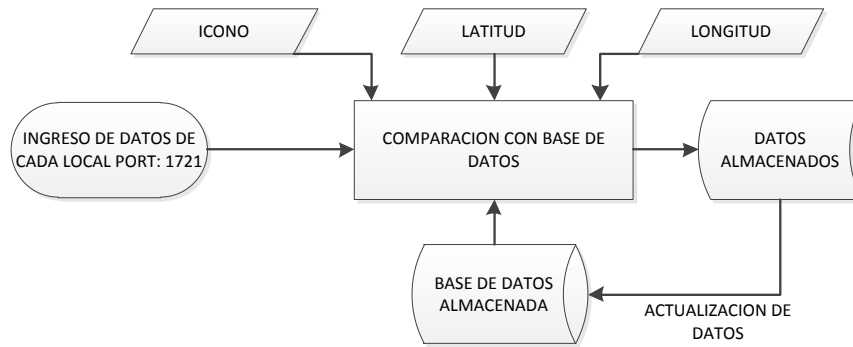 ICONO
LATITUD
LONGITUD
INGRESO DE DATOS DE
CADA LOCAL PORT: 1721
COMPARACION CON BASE DE
DATOS
DATOS
ALMACENADOS
BASE DE DATOS
ALMACENADA
ACTUALIZACION DE
DATOS